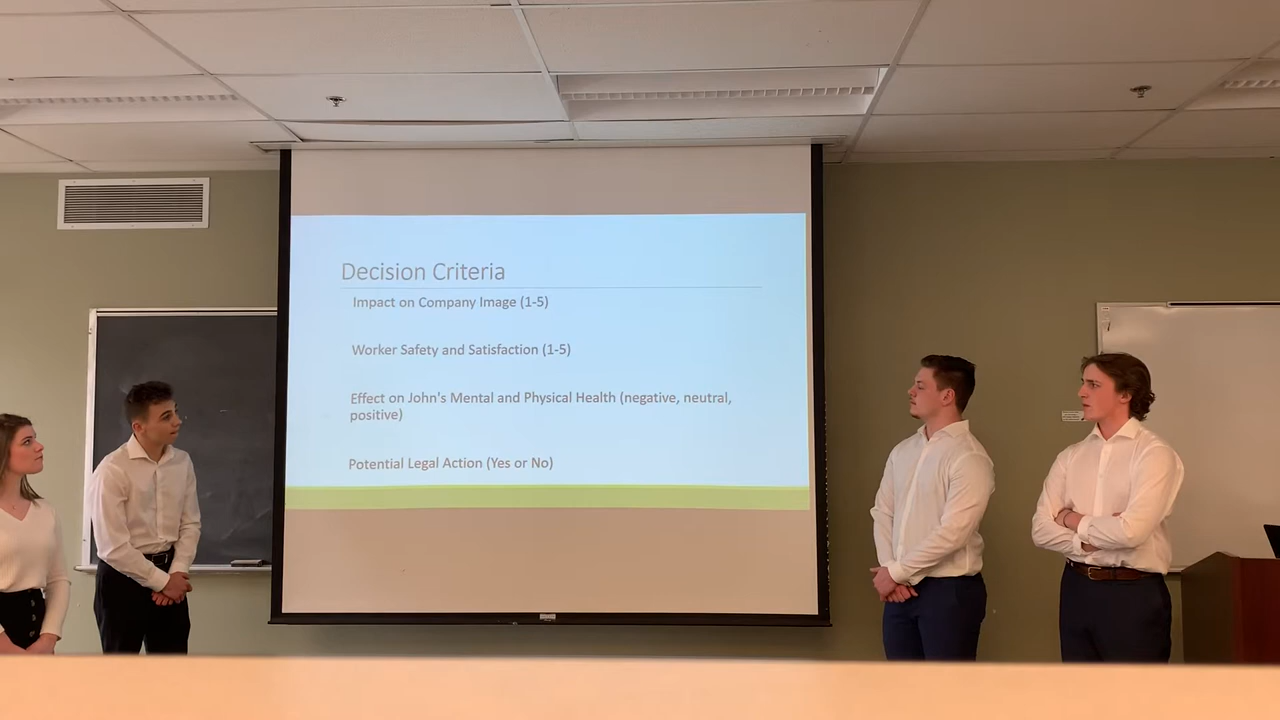 Decision Criteria
Impact on Company Image (1-5)
Worker Safety and Satisfaction (1-5)
Effect on John's Mental and Physical Health (negative, neutral,
positive)
Potential Legal Action (Yes or No)